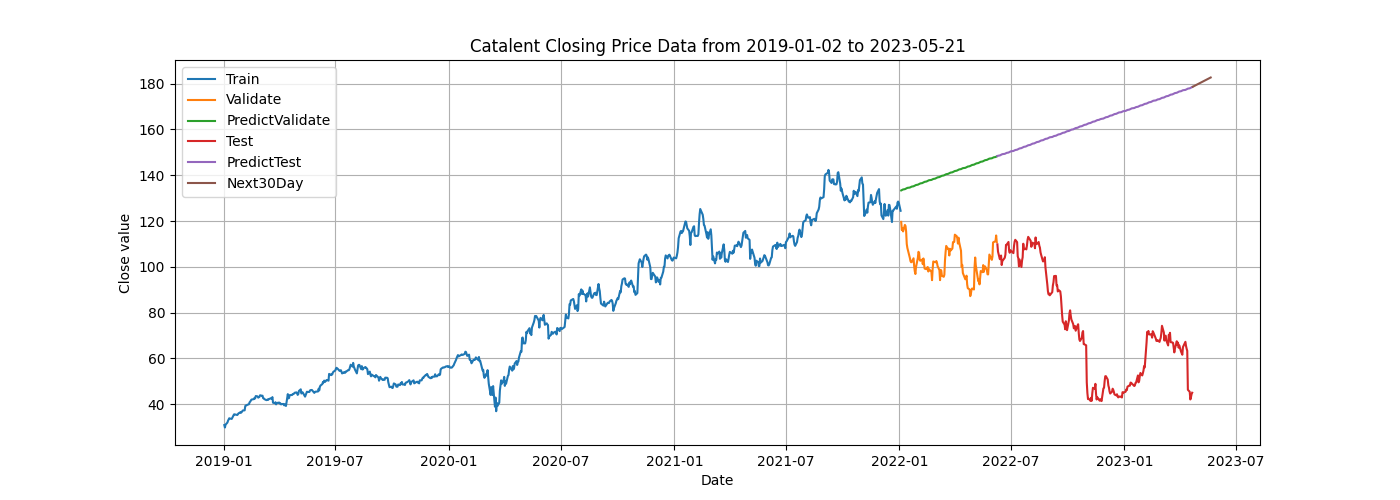 Catalent Closing Price Data from 2019-01-02 to 2023-05-21
Train
Validate
PredictValidate
Test
PredictTest
Next30Day
Close value
180
160
140
120
100
80
60
40
2019-01 2019-07 2020-01 2020-07 2021-01 2021-07 2022-01 2022-07 2023-01 2023-07
Date